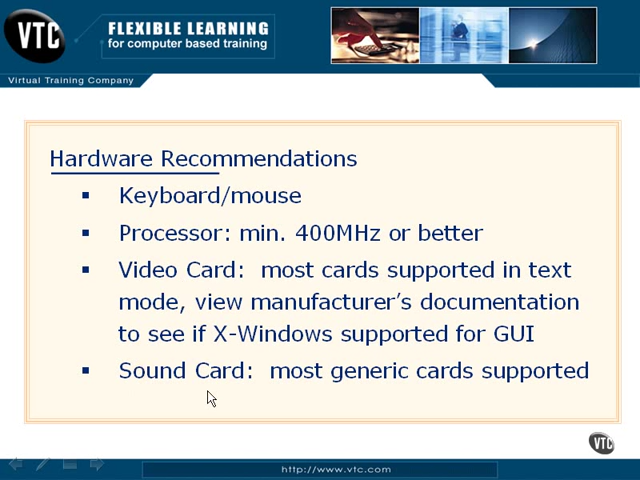 VTC
FLEXIBLE LEARNING
for computer based training
Virtual Training Company
Hardware Recommendations
▪ Keyboard/mouse
▪ Processor: min. 400MHz or better
▪ Video Card:  most cards supported in text
mode, view manufacturer's documentation
to see if X-Windows supported for GUI
▪ Sound Card:  most generic cards supported
VTC
http://www.vtc.com